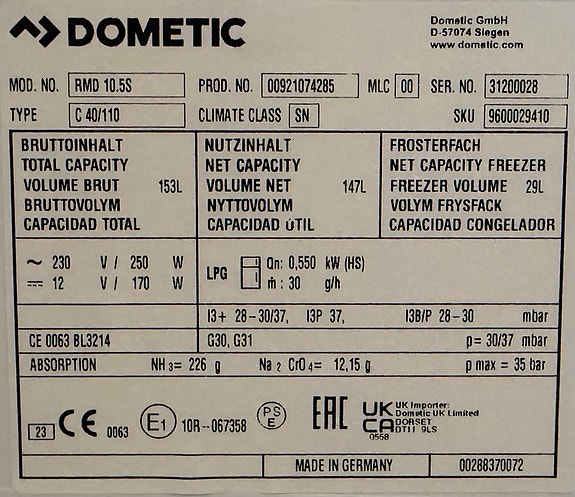 DOMETIC
Dometic GmbH
D-57074 Siegen
www.dometic.com
MOD. NO. RMD 10.5S PROD. NO. 00921074285 MLC 00 SER. NO. 31200028
TYPE C 40/110 CLIMATE CLASS SN SKU 9600029410
BRUTTOINHALT
TOTAL CAPACITY
VOLUME BRUT 153L
BRUTTOVOLYM
CAPACIDAD TOTAL
NUTZINHALT
NET CAPACITY
VOLUME NET 147L
NYTTOVOLYM
CAPACIDAD ÚTIL
FROSTERFACH
NET CAPACITY FREEZER
FREEZER VOLUME 29L
VOLYM FRYSFACK
CAPACIDAD CONGELADOR
~ 230 V / 250 W
⎓ 12 V / 170 W
LPG Qn: 0,550 kW (HS)
ṁ : 30 g/h
I3+ 28-30/37, I3P 37, I3B/P 28-30 mbar
CE 0063 BL3214 G30, G31 p= 30/37 mbar
ABSORPTION NH3= 226 g Na2 CrO4= 12,15 g p max = 35 bar
23 CE 0063 E1 10R--067358 PS E EAC UK CA 0558
UK Importer:
Dometic UK Limited
DORSET
DT11 9LS
MADE IN GERMANY 00288370072